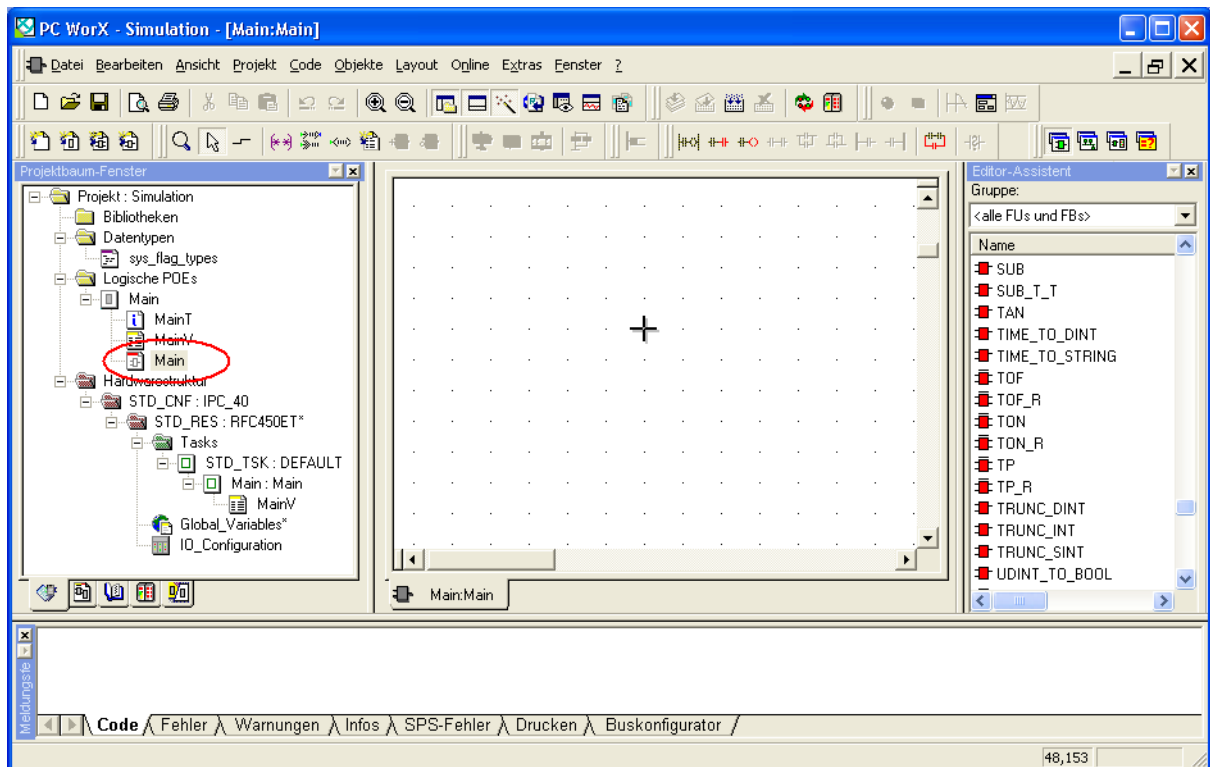 PC WorX - Simulation - [Main:Main]
Datei Bearbeiten Ansicht Projekt Code Objekte Layout Online Extras Fenster ?
Projektbaum-Fenster
Projekt : Simulation
Bibliotheken
Datentypen
sys_flag_types
Logische POEs
Main
MainT
MainV
Main
Hardwarestruktur
STD_CNF : IPC_40
STD_RES : RFC450ET*
Tasks
STD_TSK : DEFAULT
Main : Main
MainV
Global_Variables*
IO_Configuration
Main:Main
Editor-Assistent
Gruppe:
<alle FUs und FBs>
Name
SUB
SUB_T_T
TAN
TIME_TO_DINT
TIME_TO_STRING
TOF
TOF_R
TON
TON_R
TP
TP_R
TRUNC_DINT
TRUNC_INT
TRUNC_SINT
UDINT_TO_BOOL
Meldungsfe
Code Fehler Warnungen Infos SPS-Fehler Drucken Buskonfigurator
48,153